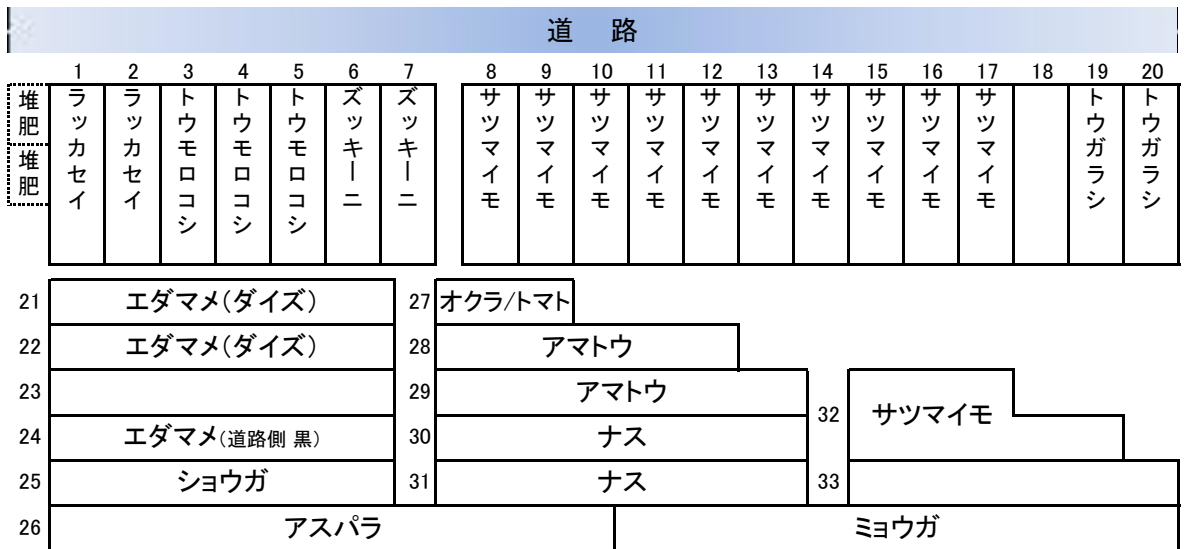 道 路
1 2 3 4 5 6 7 8 9 10 11 12 13 14 15 16 17 18 19 20
堆肥
堆肥
ラッカセイ
ラッカセイ
トウモロコシ
トウモロコシ
トウモロコシ
ズッキーニ
ズッキーニ
サツマイモ
サツマイモ
サツマイモ
サツマイモ
サツマイモ
サツマイモ
サツマイモ
サツマイモ
サツマイモ
サツマイモ
トウガラシ
トウガラシ
21 エダマメ(ダイズ) 27 オクラ/トマト
22 エダマメ(ダイズ) 28 アマトウ
23 29 アマトウ
32 サツマイモ
24 エダマメ(道路側 黒) 30 ナス
25 ショウガ 31 ナス 33
26 アスパラ ミョウガ